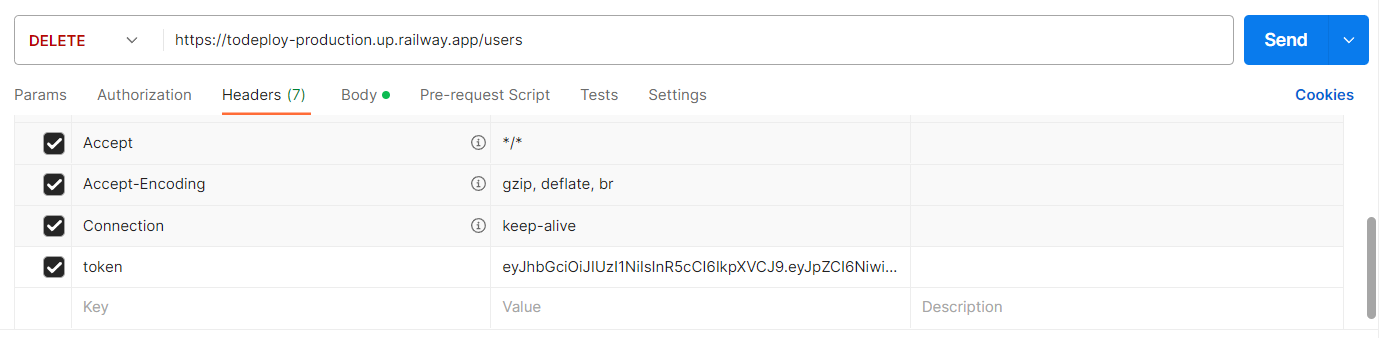 DELETE https://todeploy-production.up.railway.app/users Send
Params Authorization Headers (7) Body Pre-request Script Tests Settings Cookies
Accept */*
Accept-Encoding gzip, deflate, br
Connection keep-alive
token eyJhbGciOiJIUzI1NiIsInR5cCI6IkpXVCJ9.eyJpZCI6Niwi...
Key Value Description